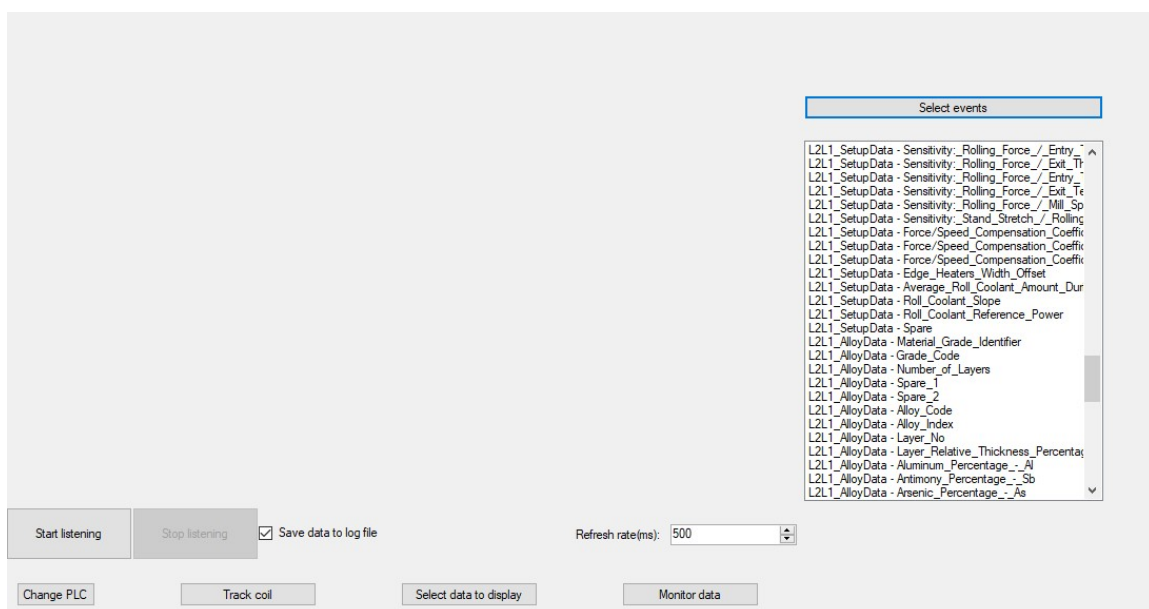 Select events
L2L1_SetupData - Sensitivity:_Rolling_Force_/_Entry_
L2L1_SetupData - Sensitivity:_Rolling_Force_/_Exit_Th
L2L1_SetupData - Sensitivity:_Rolling_Force_/_Entry_
L2L1_SetupData - Sensitivity:_Rolling_Force_/_Exit_Te
L2L1_SetupData - Sensitivity:_Rolling_Force_/_Mill_Sp
L2L1_SetupData - Sensitivity:_Stand_Stretch_/_Rolling
L2L1_SetupData - Force/Speed_Compensation_Coeffic
L2L1_SetupData - Force/Speed_Compensation_Coeffic
L2L1_SetupData - Force/Speed_Compensation_Coeffic
L2L1_SetupData - Edge_Heaters_Width_Offset
L2L1_SetupData - Average_Roll_Coolant_Amount_Dur
L2L1_SetupData - Roll_Coolant_Slope
L2L1_SetupData - Roll_Coolant_Reference_Power
L2L1_SetupData - Spare
L2L1_AlloyData - Material_Grade_Identifier
L2L1_AlloyData - Grade_Code
L2L1_AlloyData - Number_of_Layers
L2L1_AlloyData - Spare_1
L2L1_AlloyData - Spare_2
L2L1_AlloyData - Alloy_Code
L2L1_AlloyData - Alloy_Index
L2L1_AlloyData - Layer_No
L2L1_AlloyData - Layer_Relative_Thickness_Percentag
L2L1_AlloyData - Aluminum_Percentage_-_Al
L2L1_AlloyData - Antimony_Percentage_-_Sb
L2L1_AlloyData - Arsenic_Percentage_-_As
Start listening
Stop listening
Save data to log file
Refresh rate(ms): 500
Change PLC
Track coil
Select data to display
Monitor data